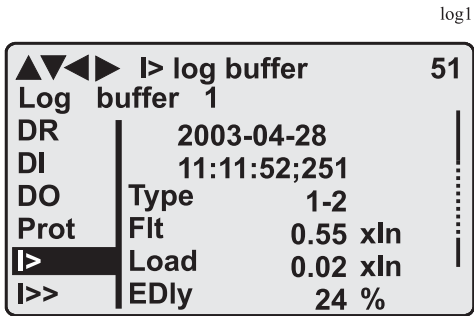 log1
▲▼◀▶ I> log buffer 51
Log buffer 1
DR 2003-04-28
DI 11:11:52;251
DO Type 1-2
Prot Flt 0.55 xIn
I> Load 0.02 xIn
I>> EDly 24 %